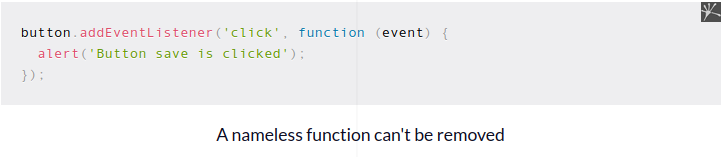 button.addEventListener('click', function (event) {
  alert('Button save is clicked');
});
A nameless function can't be removed